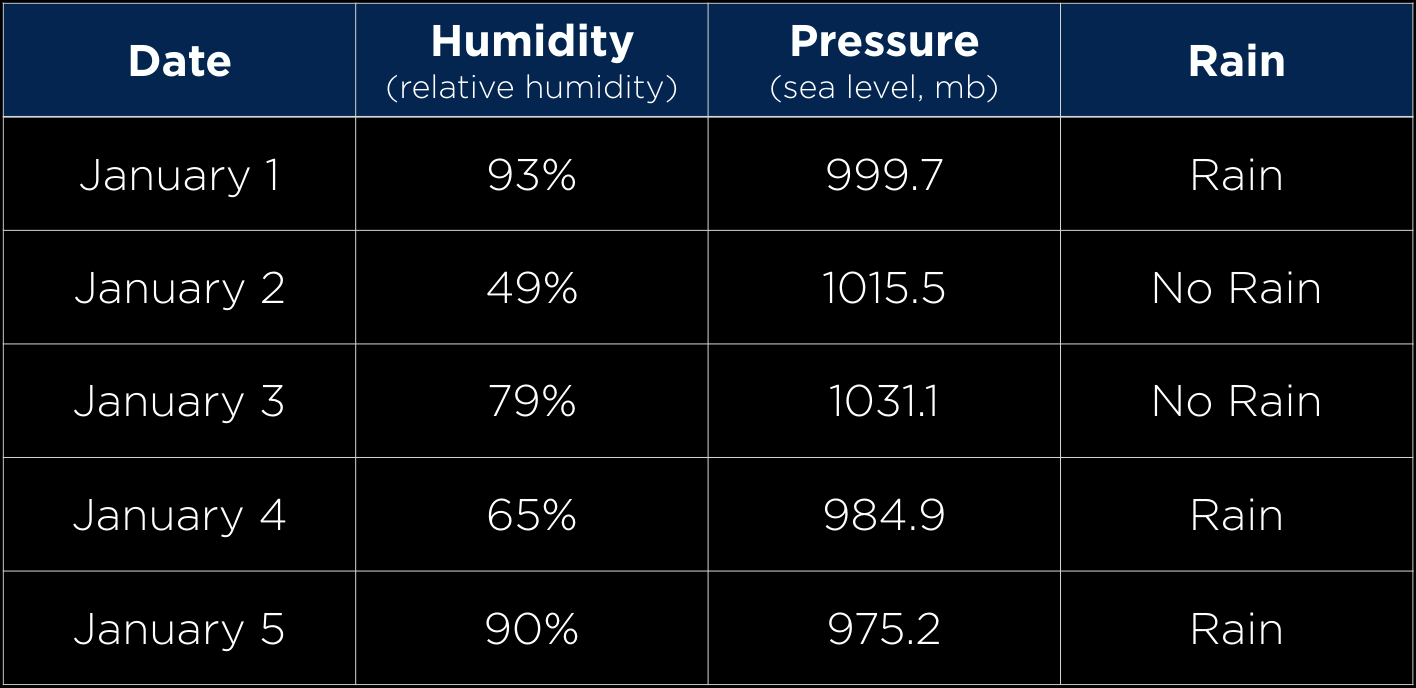 Date Humidity Pressure Rain
(relative humidity) (sea level, mb)
January 1 93% 999.7 Rain
January 2 49% 1015.5 No Rain
January 3 79% 1031.1 No Rain
January 4 65% 984.9 Rain
January 5 90% 975.2 Rain